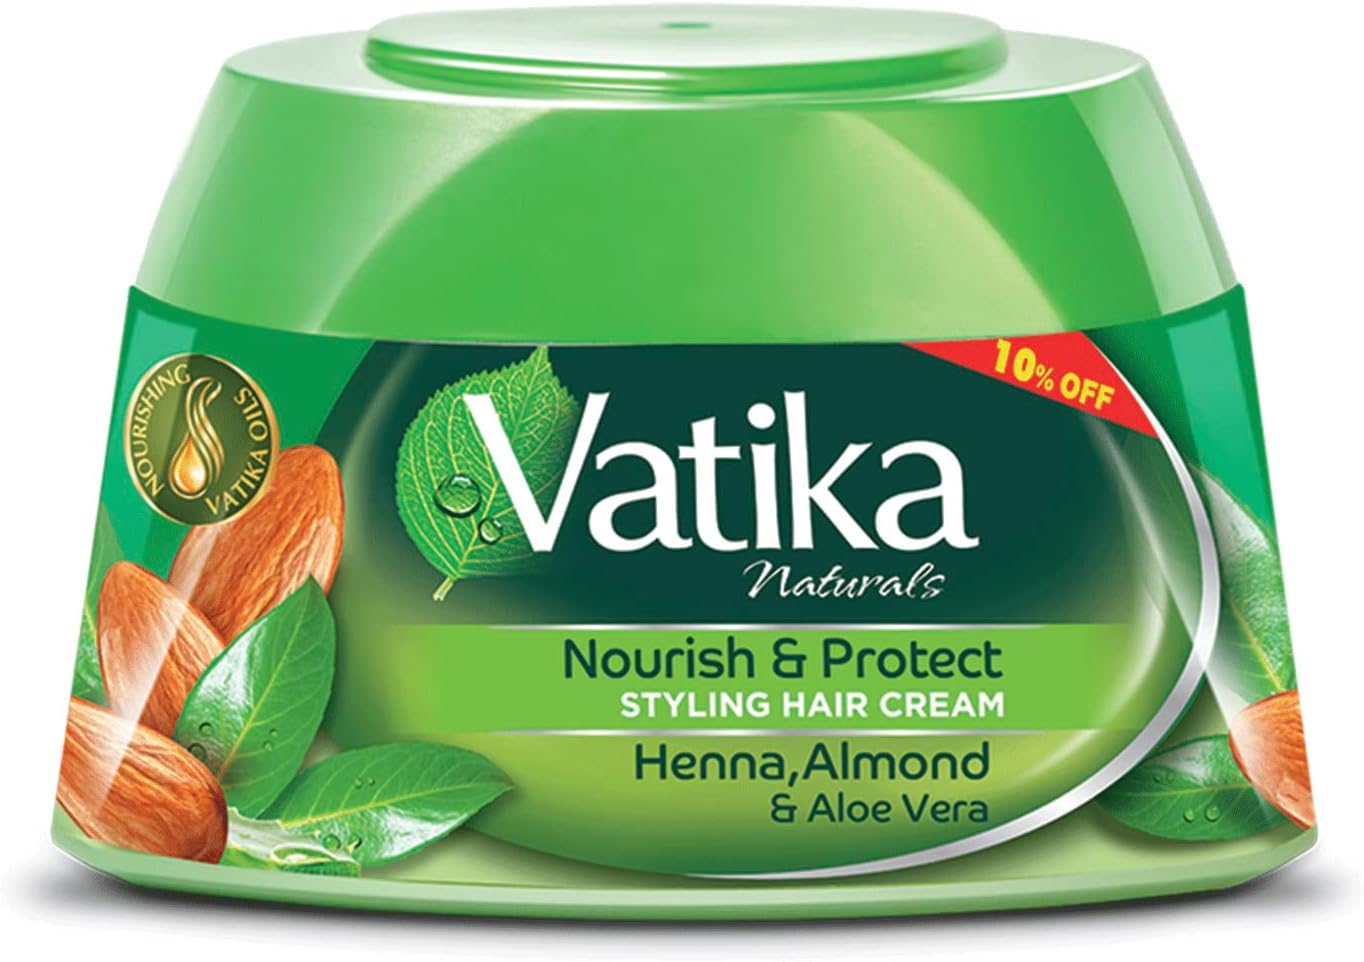 10% OFF
NOURISHING
VATIKA OILS
Vatika
Naturals
Nourish & Protect
STYLING HAIR CREAM
Henna, Almond
& Aloe Vera